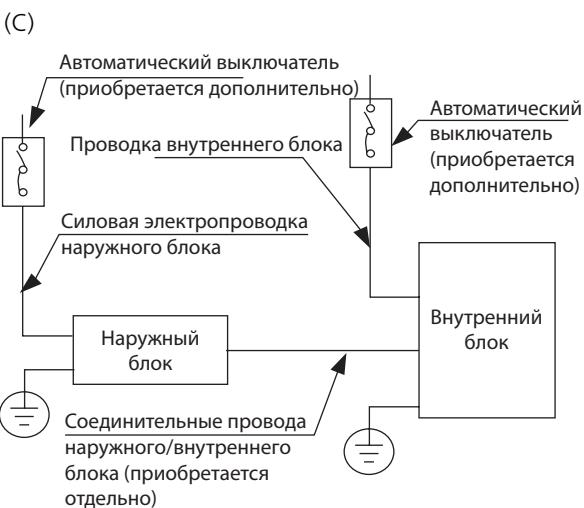 (C)
Автоматический выключатель
(приобретается дополнительно)
Автоматический
выключатель
(приобретается
дополнительно)
Проводка внутреннего блока
Силовая электропроводка
наружного блока
Наружный
блок
Внутренний
блок
Соединительные провода
наружного/внутреннего
блока (приобретается
отдельно)